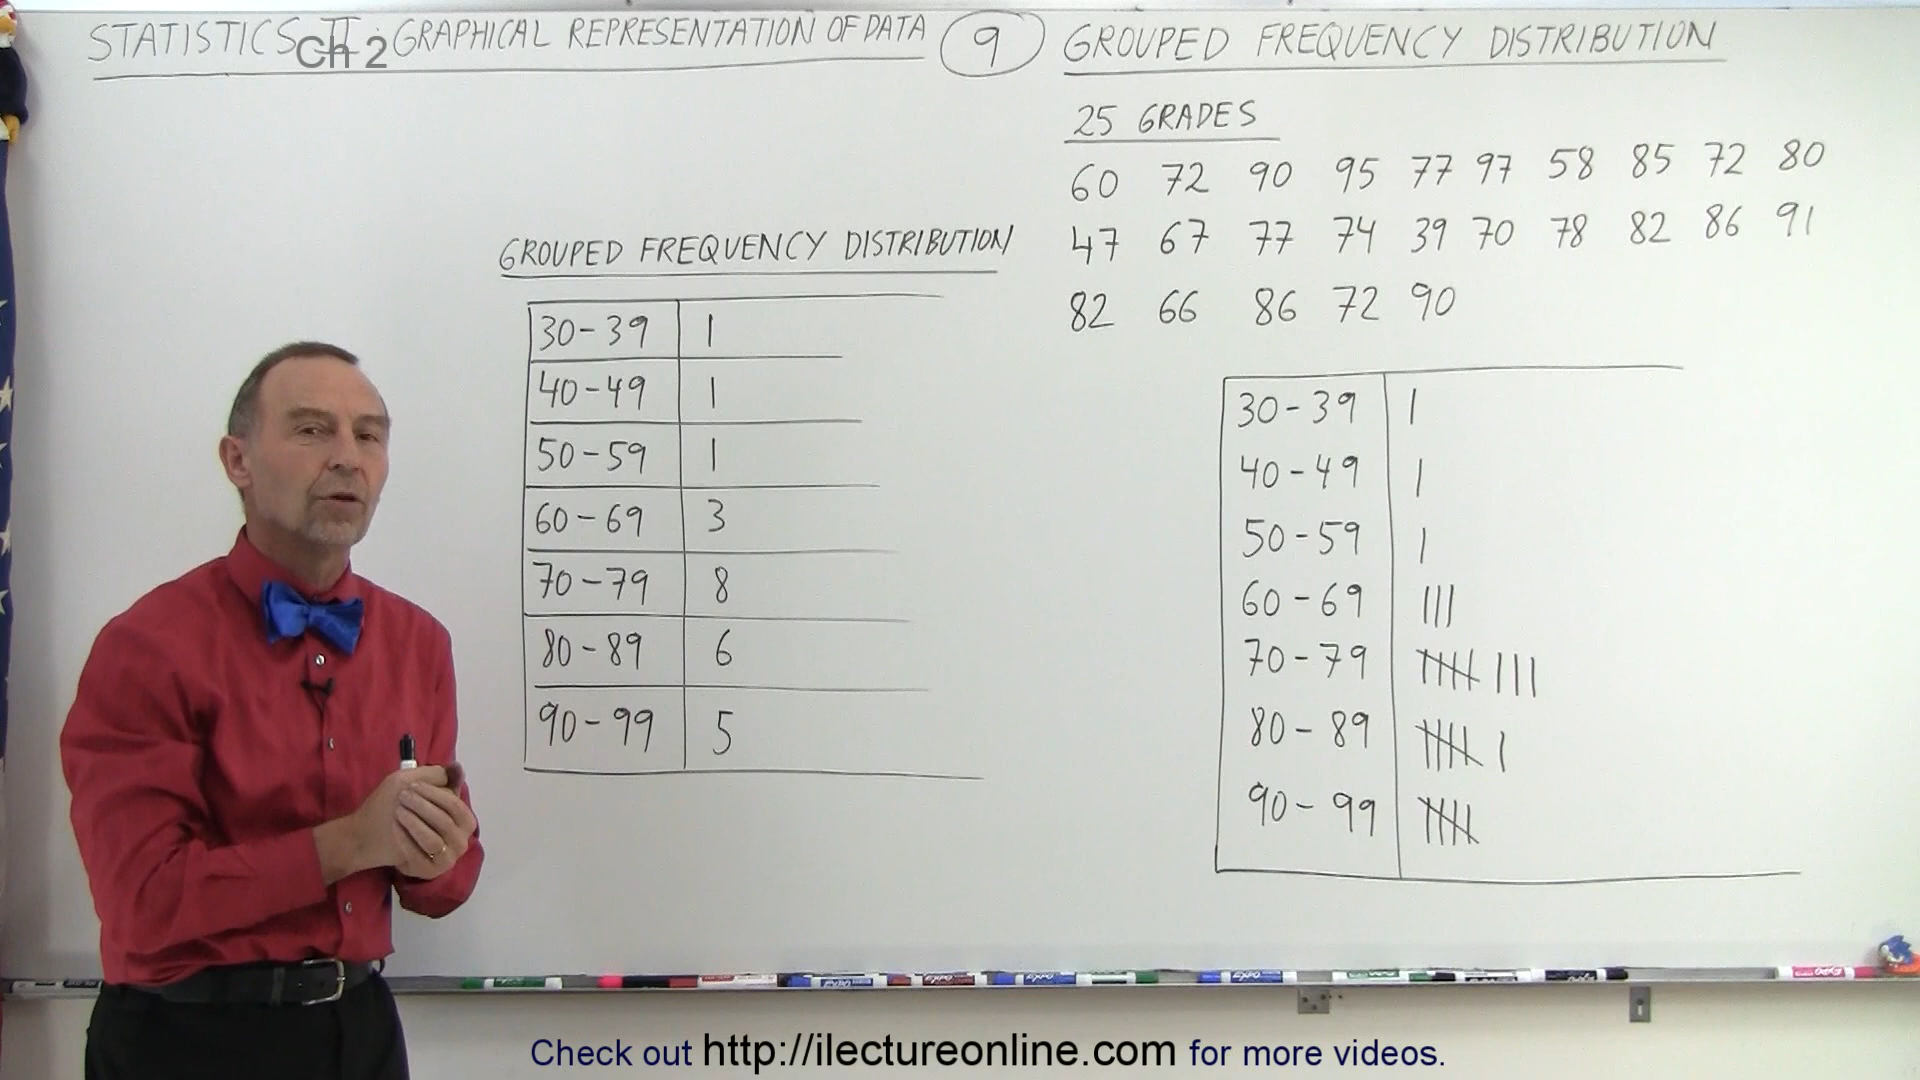 STATISTICS II : GRAPHICAL REPRESENTATION OF DATA
Ch 2
9
GROUPED FREQUENCY DISTRIBUTION
25 GRADES
60 72 90 95 77 97 58 85 72 80
47 67 77 74 39 70 78 82 86 91
82 66 86 72 90
GROUPED FREQUENCY DISTRIBUTION
30-39 1
40-49 1
50-59 1
60-69 3
70-79 8
80-89 6
90-99 5
30-39 |
40-49 |
50-59 |
60-69 |||
70-79 |||| |||
80-89 |||| |
90-99 ||||
Check out http://ilectureonline.com for more videos.